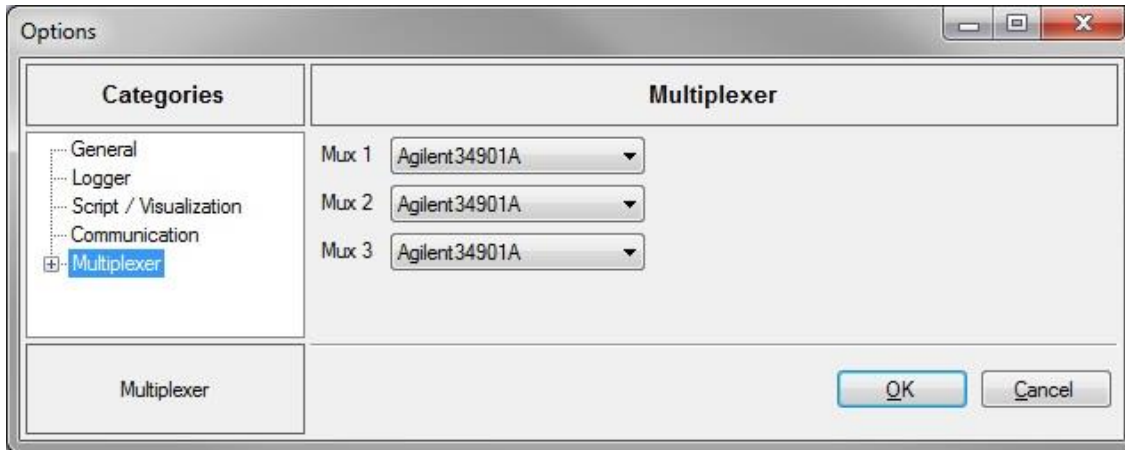 Options
Categories
Multiplexer
General
Logger
Script / Visualization
Communication
Multiplexer
Mux 1 Agilent34901A
Mux 2 Agilent34901A
Mux 3 Agilent34901A
Multiplexer
OK Cancel